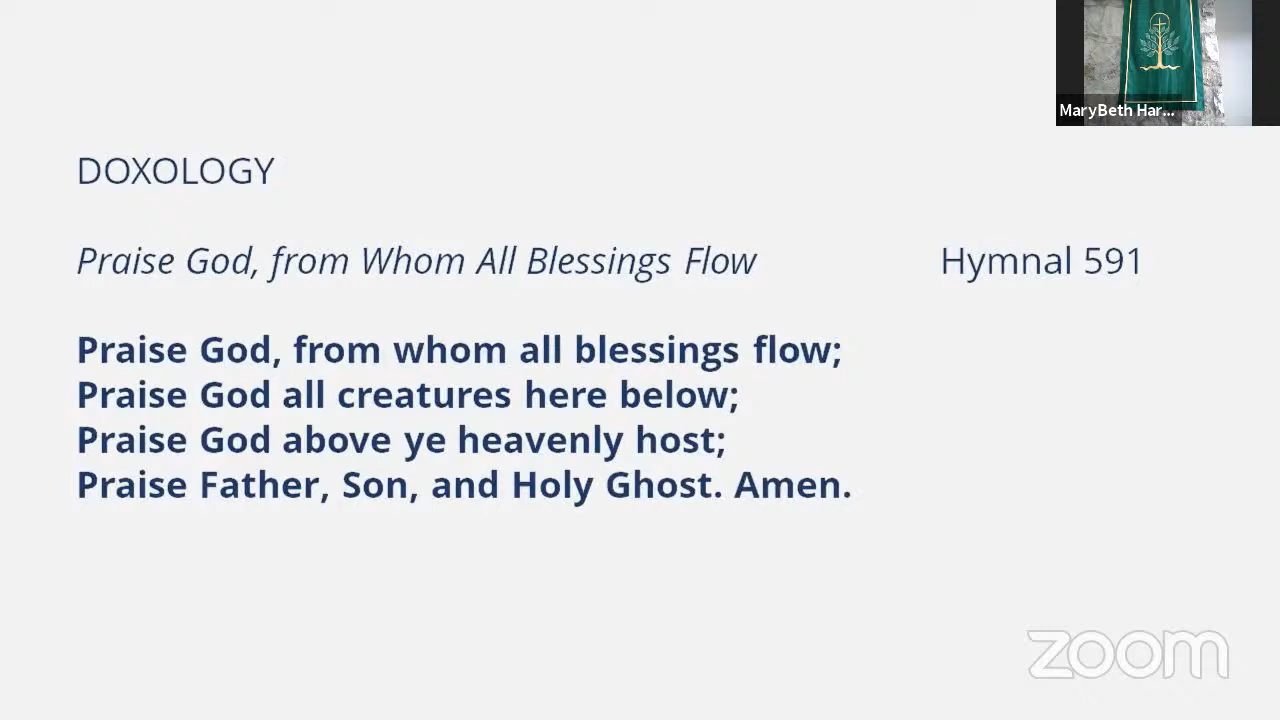 MaryBeth Har...
DOXOLOGY
Praise God, from Whom All Blessings Flow Hymnal 591
Praise God, from whom all blessings flow;
Praise God all creatures here below;
Praise God above ye heavenly host;
Praise Father, Son, and Holy Ghost. Amen.
zoom